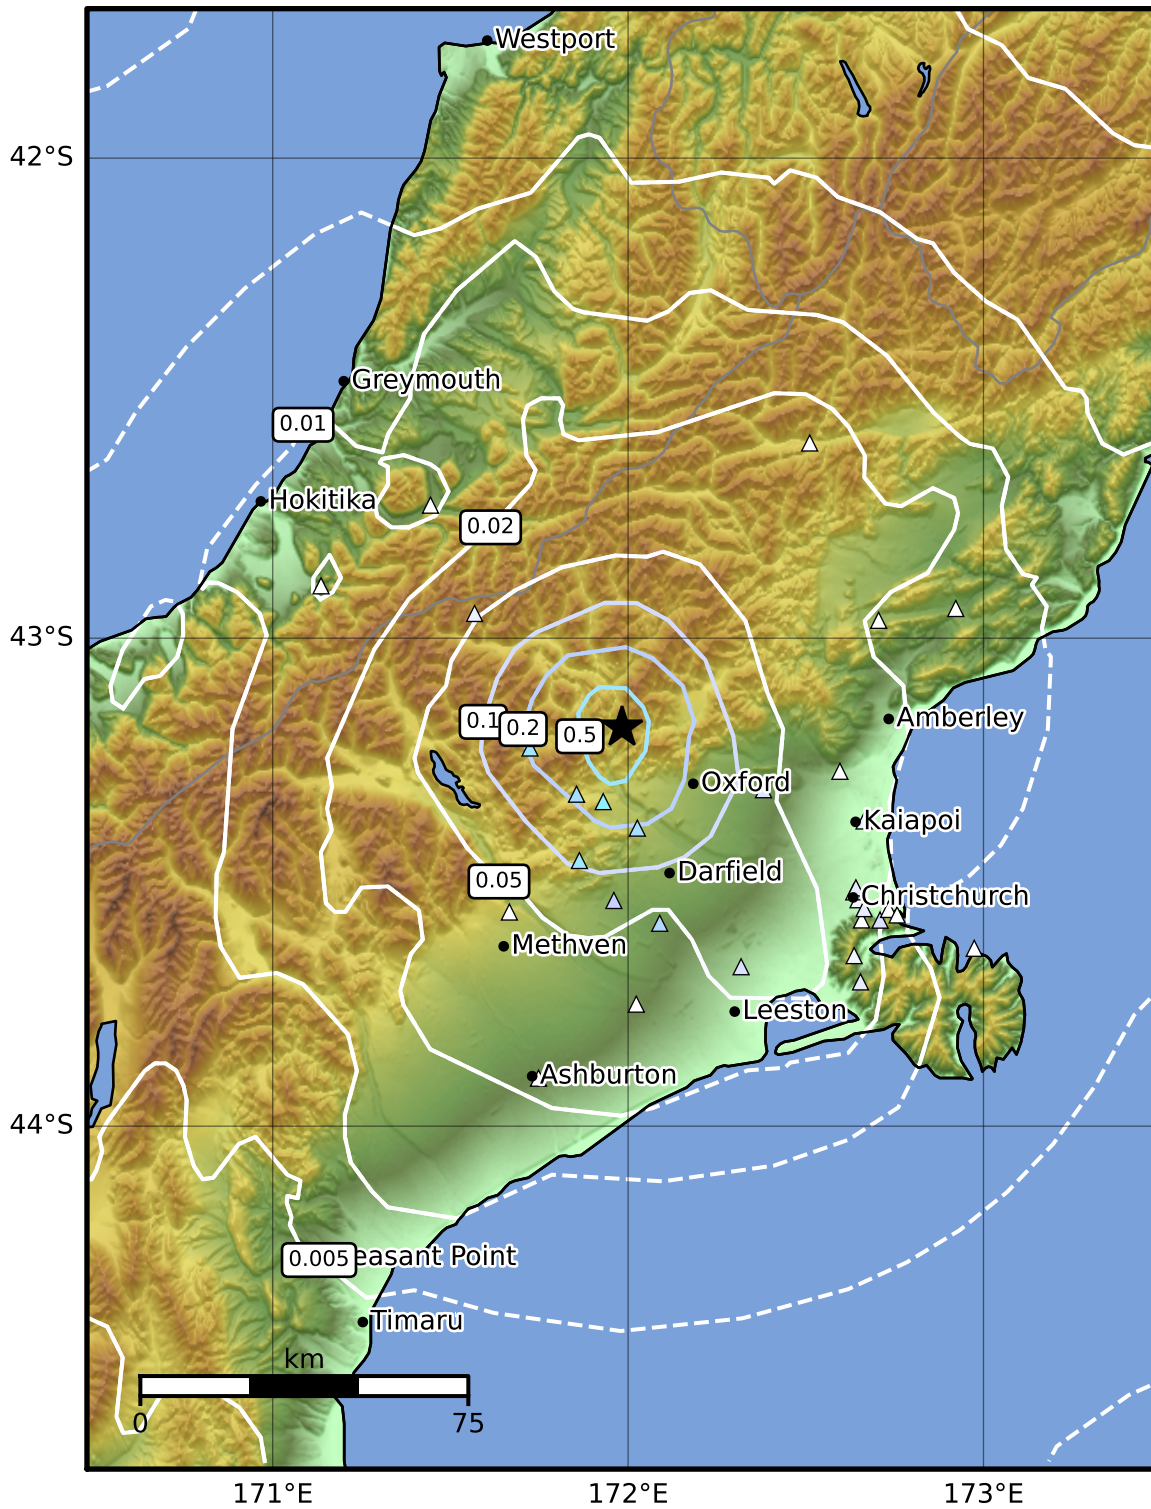 Westport
42°S
Greymouth
0.01
Hokitika
0.02
43°S
0.1
0.2
0.5
Amberley
Oxford
Kaiapoi
Darfield
0.05
Christchurch
Methven
Leeston
Ashburton
44°S
0.005
easant Point
Timaru
km
0
75
171°E
172°E
173°E